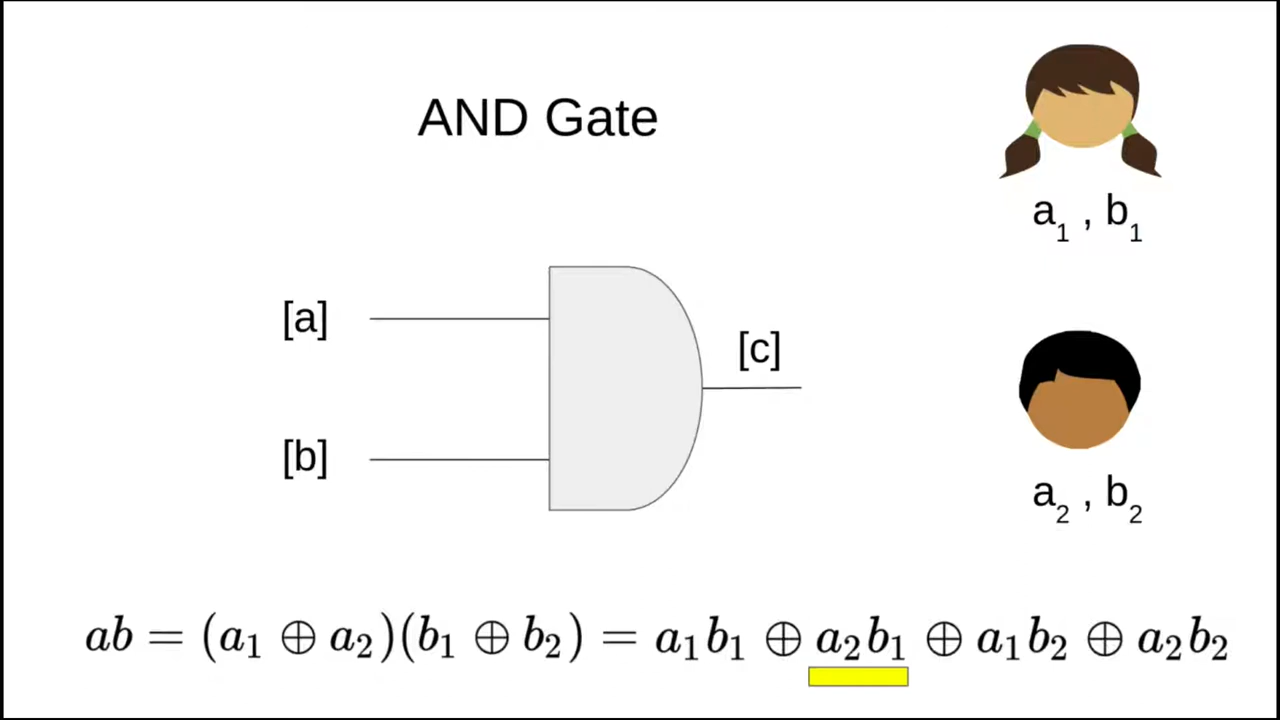 AND Gate
a₁ , b₁
[a]
[c]
[b]
a₂ , b₂
ab = (a₁ ⊕ a₂)(b₁ ⊕ b₂) = a₁b₁ ⊕ a₂b₁ ⊕ a₁b₂ ⊕ a₂b₂